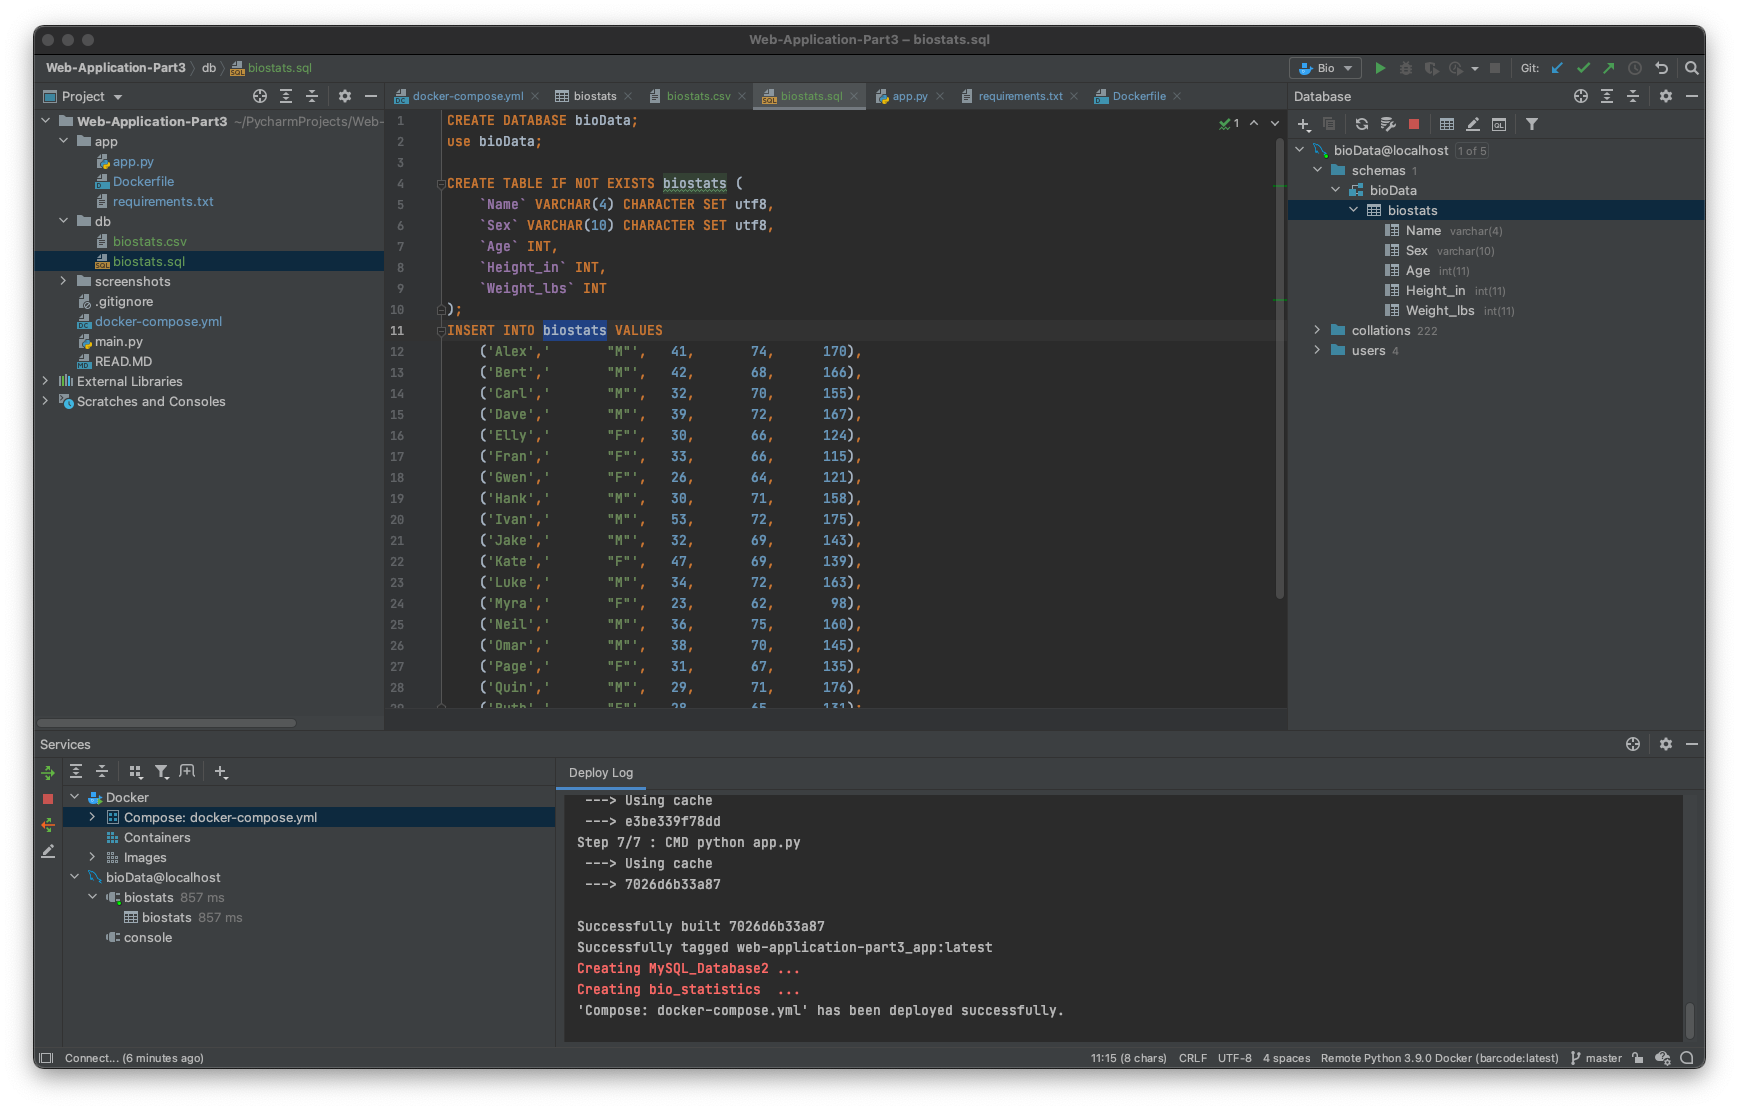 Web-Application-Part3 – biostats.sql
Web-Application-Part3 db biostats.sql
Bio Git:
Project
docker-compose.yml biostats biostats.csv biostats.sql app.py requirements.txt Dockerfile
Database
Web-Application-Part3 ~/PycharmProjects/Web-
app
app.py
Dockerfile
requirements.txt
db
biostats.csv
biostats.sql
screenshots
.gitignore
docker-compose.yml
main.py
READ.MD
External Libraries
Scratches and Consoles
1 CREATE DATABASE bioData;
2 use bioData;
3
4 CREATE TABLE IF NOT EXISTS biostats (
5 `Name` VARCHAR(4) CHARACTER SET utf8,
6 `Sex` VARCHAR(10) CHARACTER SET utf8,
7 `Age` INT,
8 `Height_in` INT,
9 `Weight_lbs` INT
10 );
11 INSERT INTO biostats VALUES
12 ('Alex',' "M"', 41, 74, 170),
13 ('Bert',' "M"', 42, 68, 166),
14 ('Carl',' "M"', 32, 70, 155),
15 ('Dave',' "M"', 39, 72, 167),
16 ('Elly',' "F"', 30, 66, 124),
17 ('Fran',' "F"', 33, 66, 115),
18 ('Gwen',' "F"', 26, 64, 121),
19 ('Hank',' "M"', 30, 71, 158),
20 ('Ivan',' "M"', 53, 72, 175),
21 ('Jake',' "M"', 32, 69, 143),
22 ('Kate',' "F"', 47, 69, 139),
23 ('Luke',' "M"', 34, 72, 163),
24 ('Myra',' "F"', 23, 62, 98),
25 ('Neil',' "M"', 36, 75, 160),
26 ('Omar',' "M"', 38, 70, 145),
27 ('Page',' "F"', 31, 67, 135),
28 ('Quin',' "M"', 29, 71, 176),
29 ('Ruth',' "F"', 28, 65, 131);
1
bioData@localhost 1 of 5
schemas 1
bioData
biostats
Name varchar(4)
Sex varchar(10)
Age int(11)
Height_in int(11)
Weight_lbs int(11)
collations 222
users 4
Services
Docker
Compose: docker-compose.yml
Containers
Images
bioData@localhost
biostats 857 ms
biostats 857 ms
console
Deploy Log
---> Using cache
---> e3be339f78dd
Step 7/7 : CMD python app.py
---> Using cache
---> 7026d6b33a87
Successfully built 7026d6b33a87
Successfully tagged web-application-part3_app:latest
Creating MySQL_Database2 ...
Creating bio_statistics ...
'Compose: docker-compose.yml' has been deployed successfully.
Connect... (6 minutes ago) 11:15 (8 chars) CRLF UTF-8 4 spaces Remote Python 3.9.0 Docker (barcode:latest) master